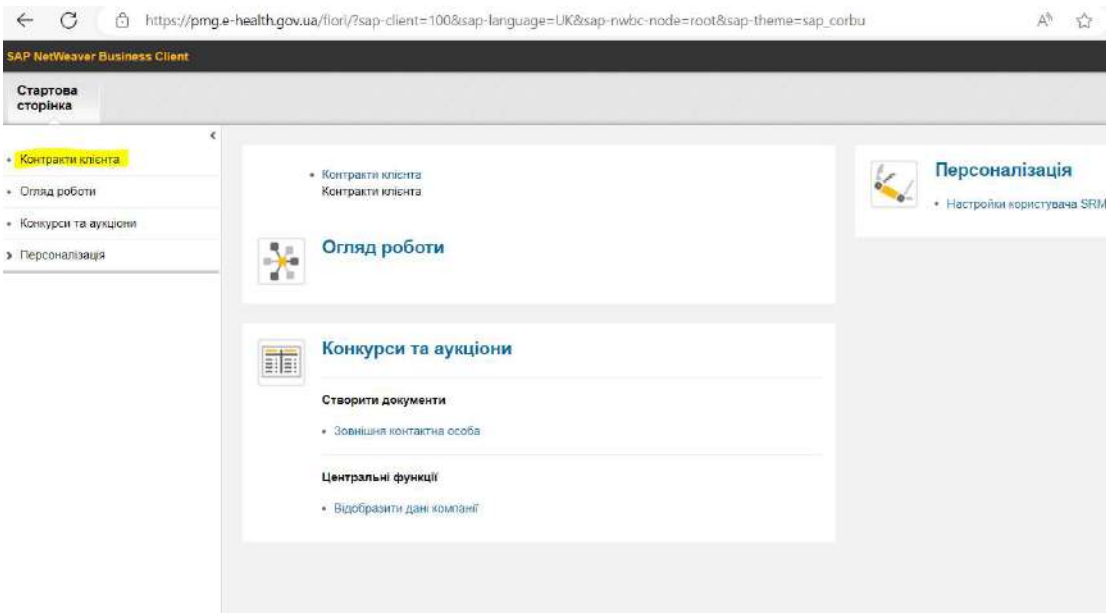 https://pmg.e-health.gov.ua/fiori/?sap-client=100&sap-language=UK&sap-nwbc-node=root&sap-theme=sap_corbu
SAP NetWeaver Business Client
Стартова
сторінка
Контракти клієнта
Огляд роботи
Конкурси та аукціони
Персоналізація
Контракти клієнта
Контракти клієнта
Огляд роботи
Конкурси та аукціони
Створити документи
Зовнішня контактна особа
Центральні функції
Відобразити дані компанії
Персоналізація
Настройки користувача SRM